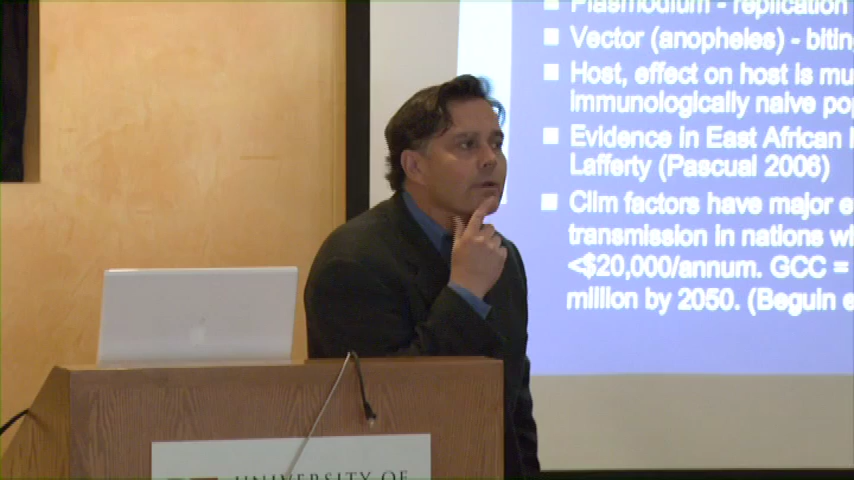 Plasmodium - replication
Vector (anopheles) - biting
Host, effect on host is mu
immunologically naive pop
Evidence in East African
Lafferty (Pascual 2006)
Clim factors have major e
transmission in nations wh
<$20,000/annum. GCC =
million by 2050. (Beguin e
UNIVERSITY OF